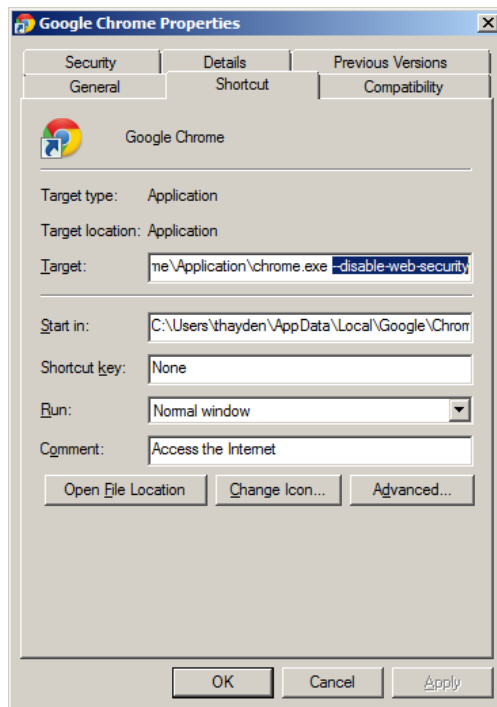 Google Chrome Properties
Security Details Previous Versions
General Shortcut Compatibility
Google Chrome
Target type: Application
Target location: Application
Target: me\Application\chrome.exe --disable-web-security
Start in: C:\Users\thayden\AppData\Local\Google\Chrom
Shortcut key: None
Run: Normal window
Comment: Access the Internet
Open File Location Change Icon... Advanced...
OK Cancel Apply